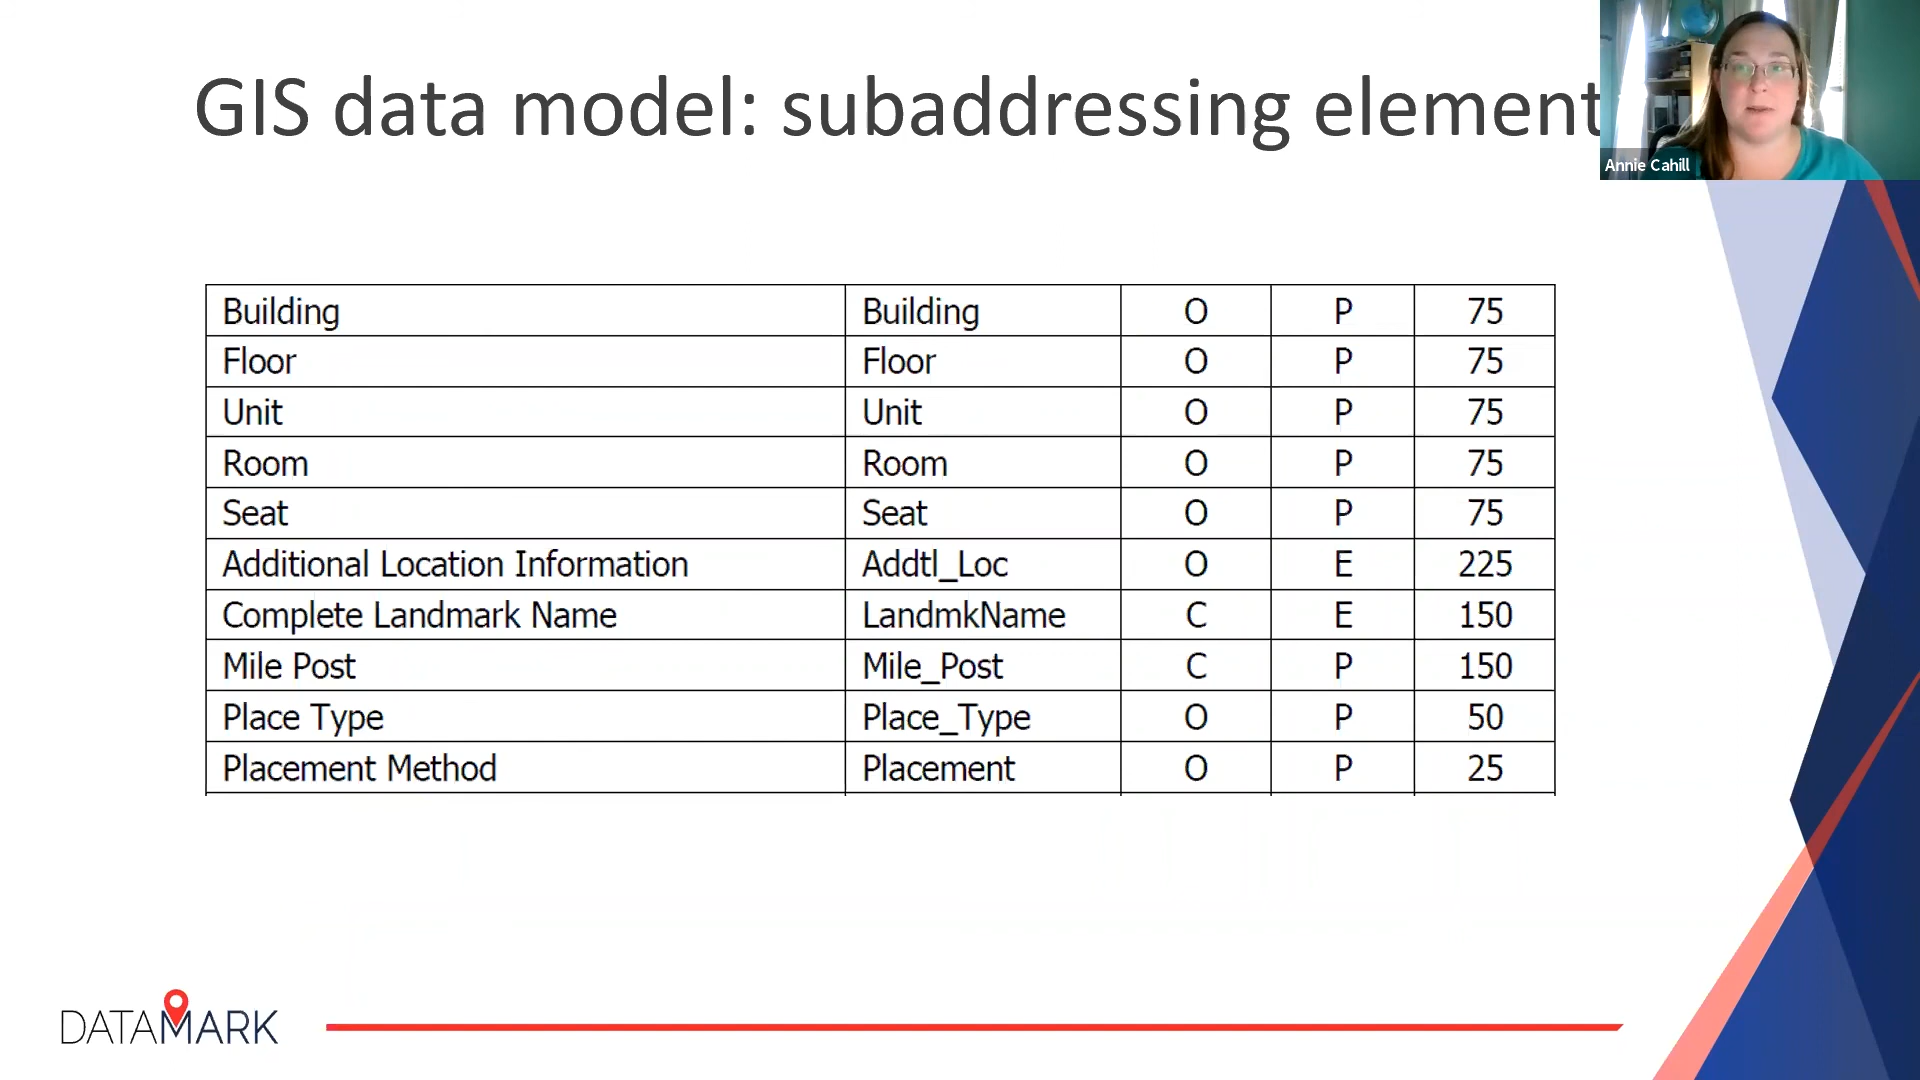 GIS data model: subaddressing element
Annie Cahill
Building Building O P 75
Floor Floor O P 75
Unit Unit O P 75
Room Room O P 75
Seat Seat O P 75
Additional Location Information Addtl_Loc O E 225
Complete Landmark Name LandmkName C E 150
Mile Post Mile_Post C P 150
Place Type Place_Type O P 50
Placement Method Placement O P 25
DATAMARK